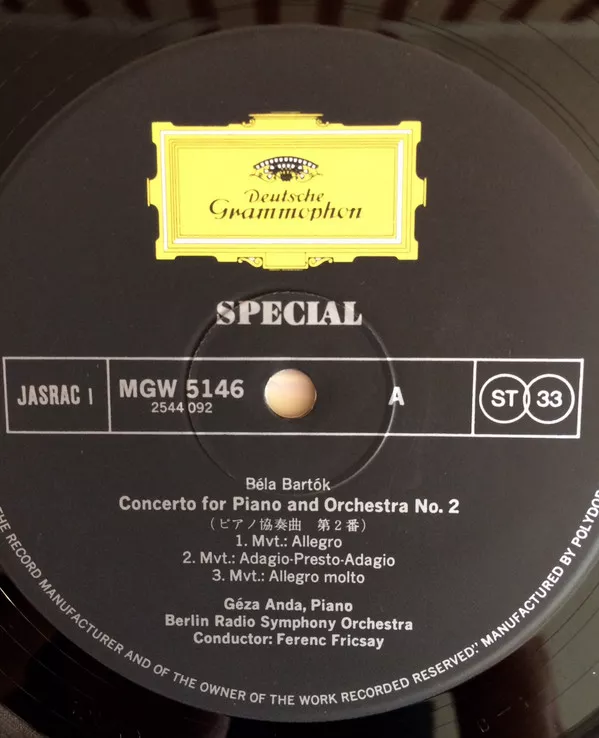 Deutsche
Grammophon
SPECIAL
JASRAC I
MGW 5146
2544 092
A
ST 33
Béla Bartók
Concerto for Piano and Orchestra No. 2
(ピアノ協奏曲 第2番)
1. Mvt.: Allegro
2. Mvt.: Adagio-Presto-Adagio
3. Mvt.: Allegro molto
Géza Anda, Piano
Berlin Radio Symphony Orchestra
Conductor: Ferenc Fricsay
THE RECORD MANUFACTURER AND OF THE OWNER OF THE WORK RECORDED RESERVED." MANUFACTURED BY POLYDOR